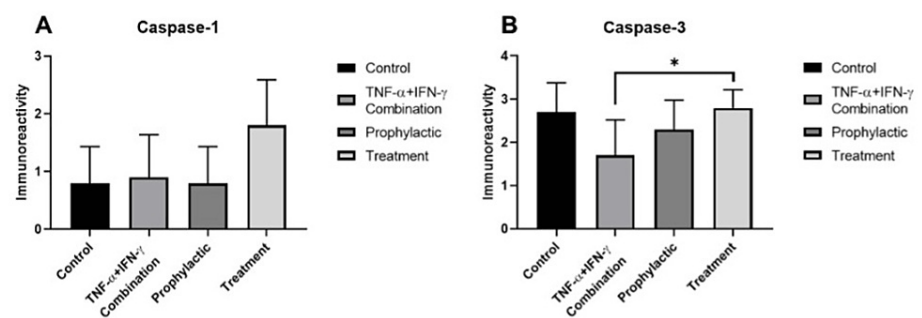 A
Caspase-1
Immunoreactivity
3
2
1
0
Control
TNF-α+IFN-γ
Combination
Prophylactic
Treatment
Control
TNF-α+IFN-γ
Combination
Prophylactic
Treatment
B
Caspase-3
Immunoreactivity
4
3
2
1
0
*
Control
TNF-α+IFN-γ
Combination
Prophylactic
Treatment
Control
TNF-α+IFN-γ
Combination
Prophylactic
Treatment